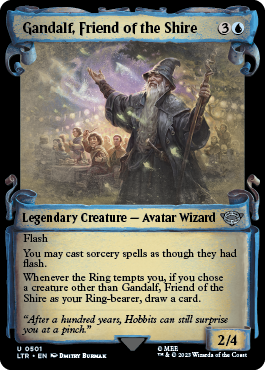 Gandalf, Friend of the Shire 3
Legendary Creature — Avatar Wizard
Flash
You may cast sorcery spells as though they had
flash.
Whenever the Ring tempts you, if you chose
a creature other than Gandalf, Friend of the
Shire as your Ring-bearer, draw a card.
“After a hundred years, Hobbits can still surprise
you at a pinch.”
2/4
U 0501
LTR • EN Dmitry Burmak
© MEE
™ & © 2023 Wizards of the Coast